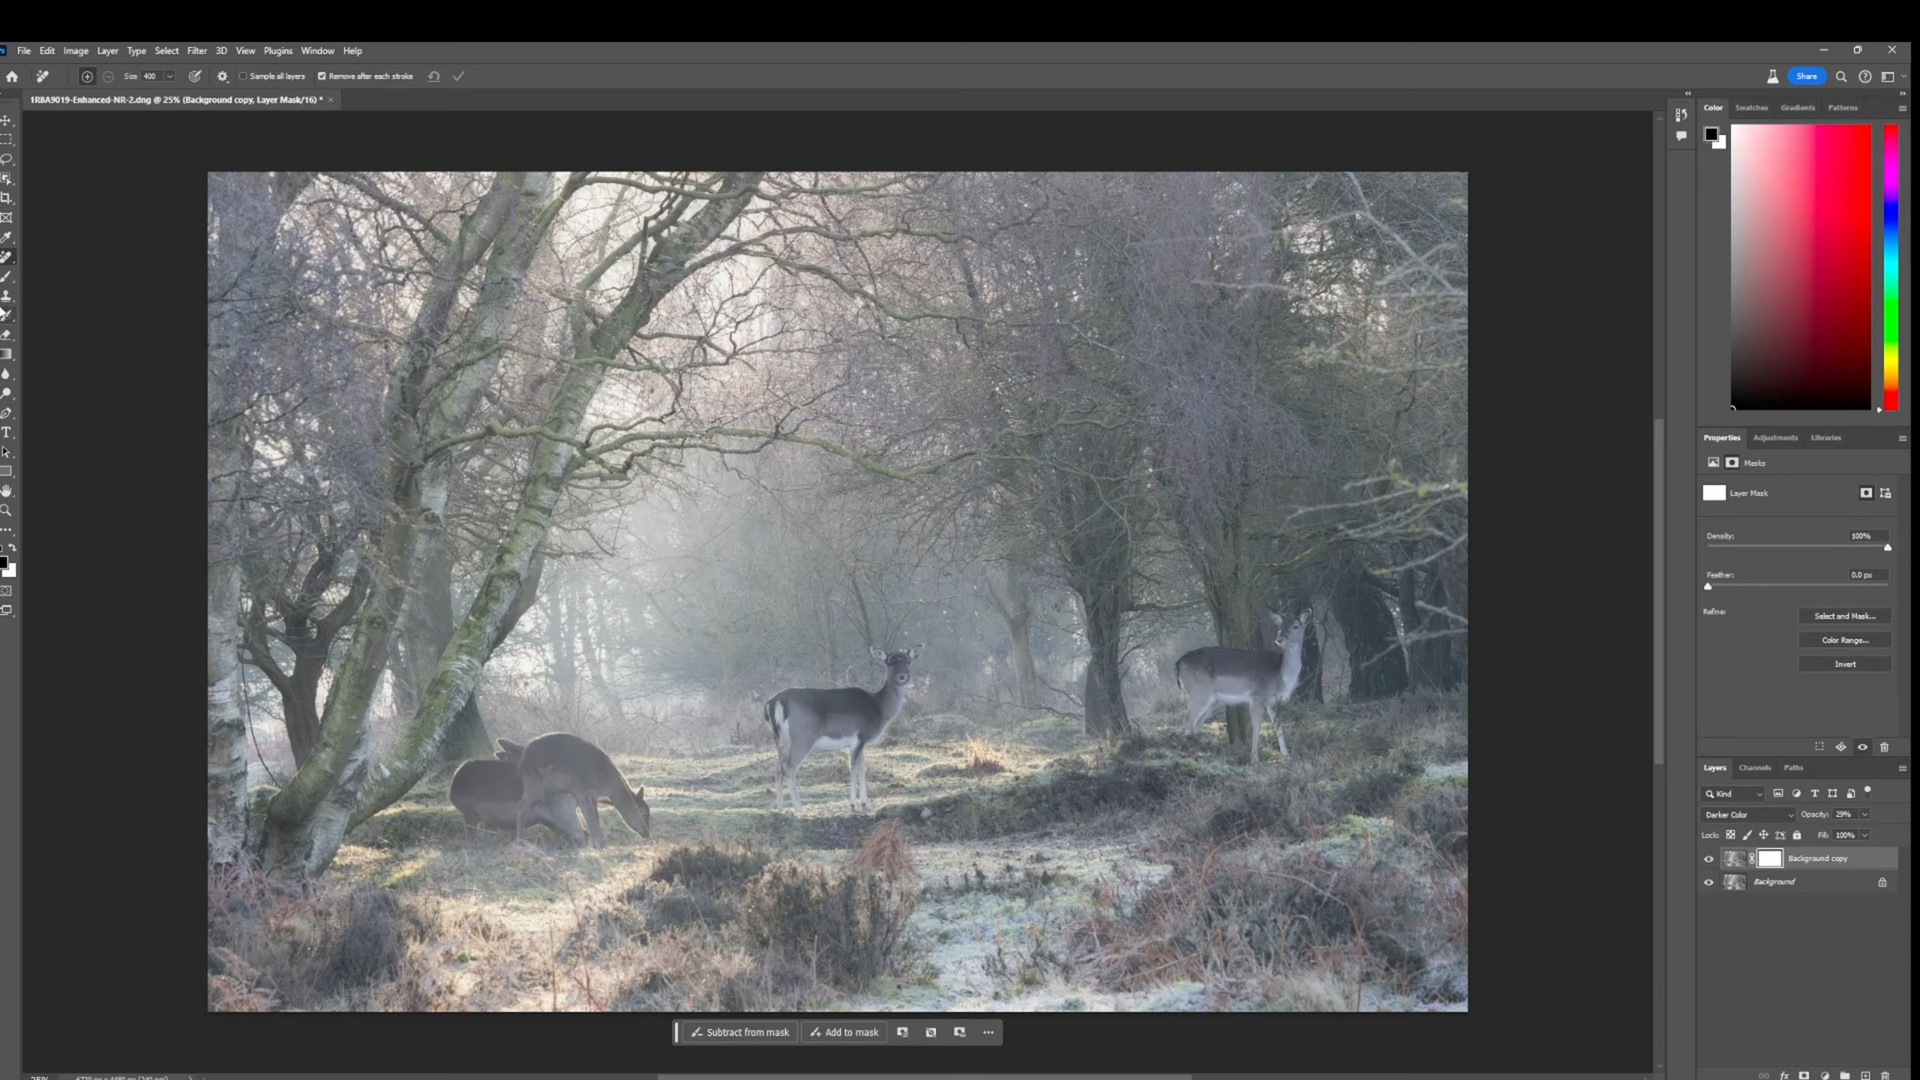 File Edit Image Layer Type Select Filter 3D View Plugins Window Help
Size 400 Sample all layers Remove after each stroke Share
1R8A9019-Enhanced-NR-2.dng @ 25% (Background copy, Layer Mask/16) * ×
Color Swatches Gradients Patterns
Properties Adjustments Libraries
Masks
Layer Mask
Density: 100%
Feather: 0.0 px
Refine: Select and Mask...
Color Range...
Invert
Layers Channels Paths
Kind
Darker Color Opacity: 29%
Lock: Fill: 100%
Background copy
Background
Subtract from mask Add to mask